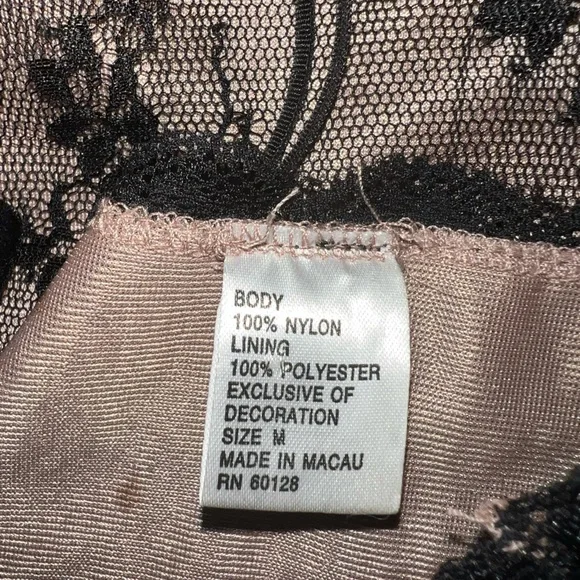 BODY
100% NYLON
LINING
100% POLYESTER
EXCLUSIVE OF
DECORATION
SIZE M
MADE IN MACAU
RN 60128